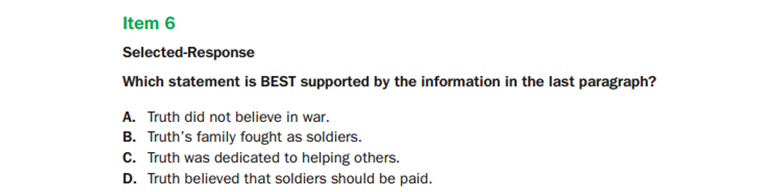 Item 6
Selected-Response
Which statement is BEST supported by the information in the last paragraph?
A. Truth did not believe in war.
B. Truth’s family fought as soldiers.
C. Truth was dedicated to helping others.
D. Truth believed that soldiers should be paid.